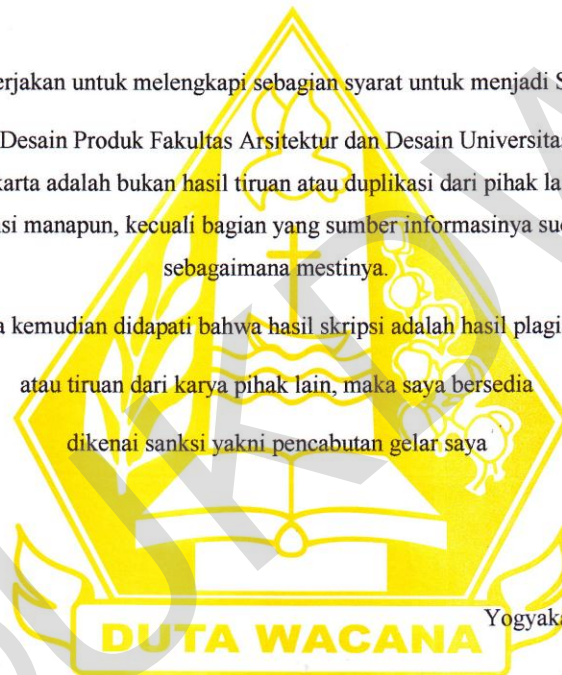 erjakan untuk melengkapi sebagian syarat untuk menjadi S
Desain Produk Fakultas Arsitektur dan Desain Universita
karta adalah bukan hasil tiruan atau duplikasi dari pihak la
si manapun, kecuali bagian yang sumber informasinya su
sebagaimana mestinya.
a kemudian didapati bahwa hasil skripsi adalah hasil plagi
atau tiruan dari karya pihak lain, maka saya bersedia
dikenai sanksi yakni pencabutan gelar saya
Yogyaka
DUTA WACANA
UKDW